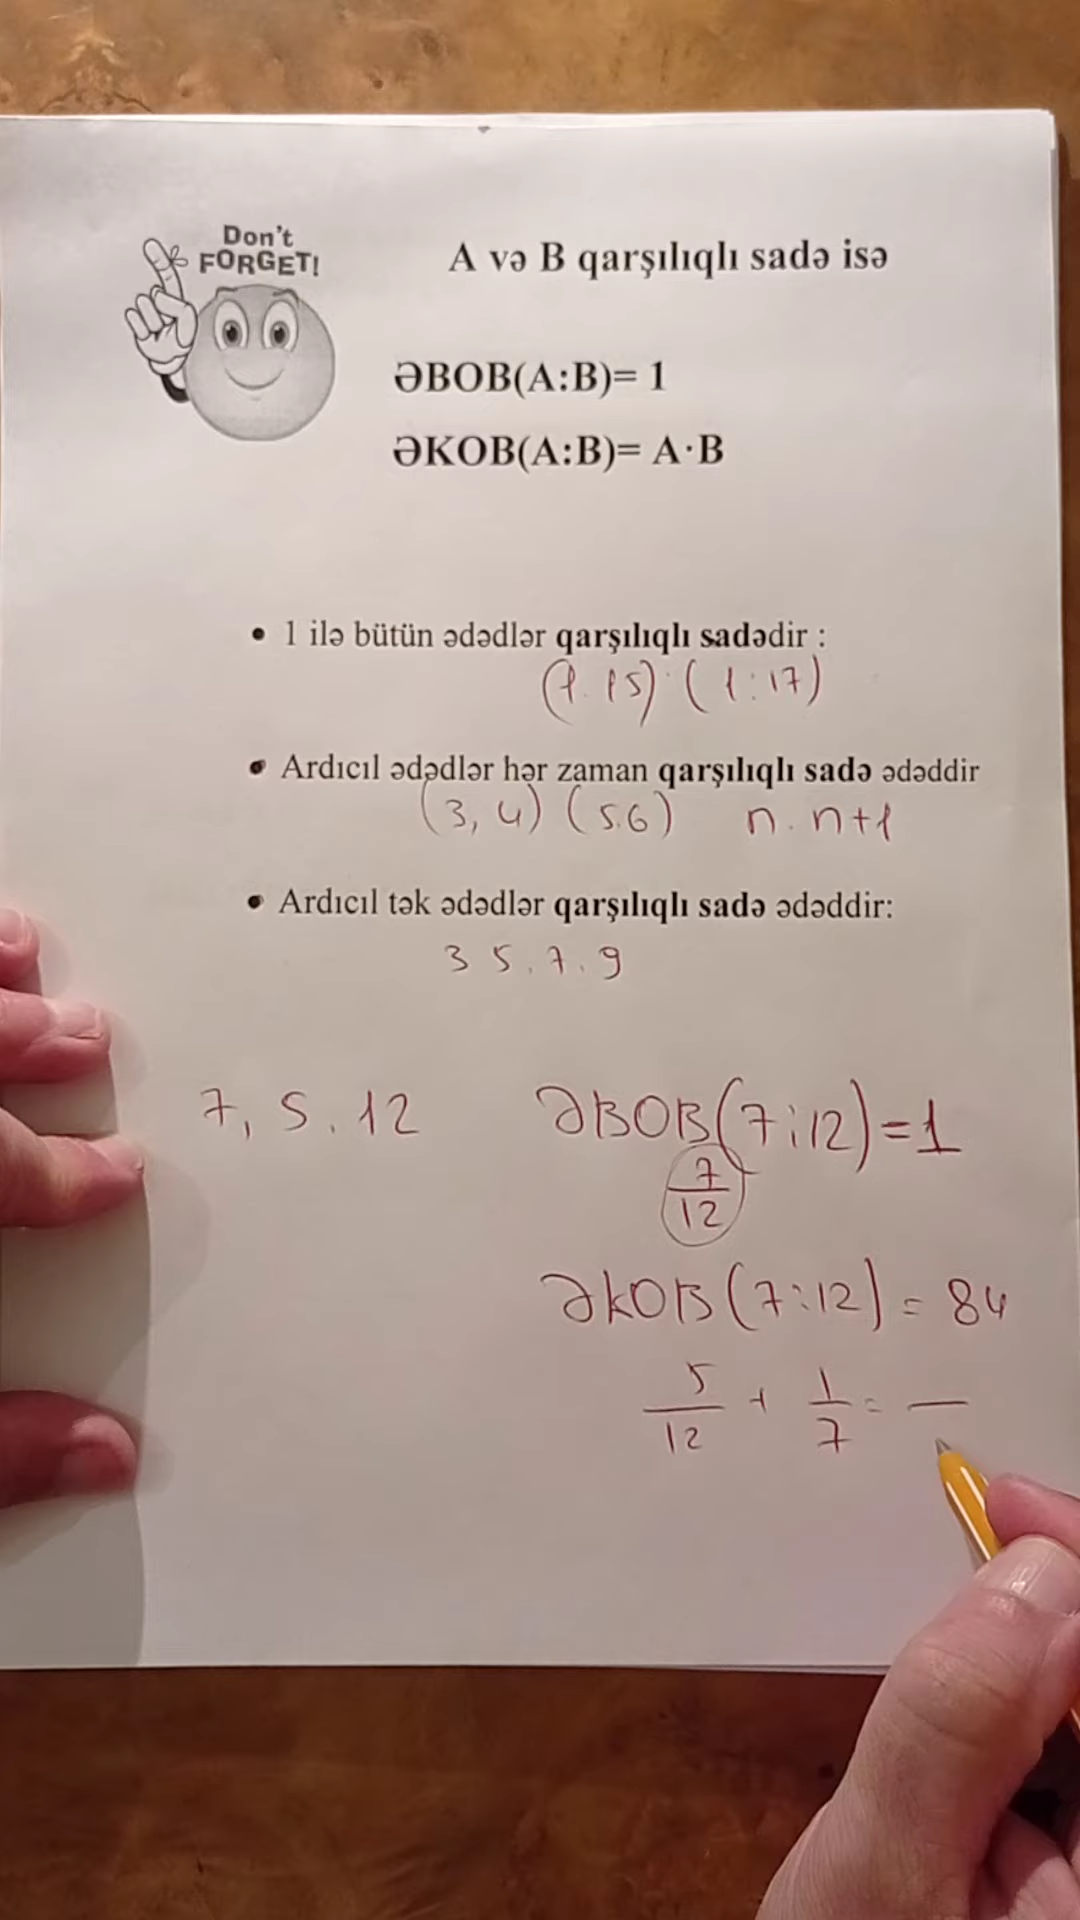 Don't
FORGET!
A və B qarşılıqlı sadə isə
ƏBOB(A:B)= 1
ƏKOB(A:B)= A·B
• 1 ilə bütün ədədlər qarşılıqlı sadədir :
(1. 15) (1:17)
• Ardıcıl ədədlər hər zaman qarşılıqlı sadə ədəddir
(3, 4) (5.6) n. n+1
• Ardıcıl tək ədədlər qarşılıqlı sadə ədəddir:
3 5. 7. 9
7, 5. 12
ƏBOB(7:12)=1
7/12
ƏKOB(7:12) = 84
5/12 + 1/7 = —